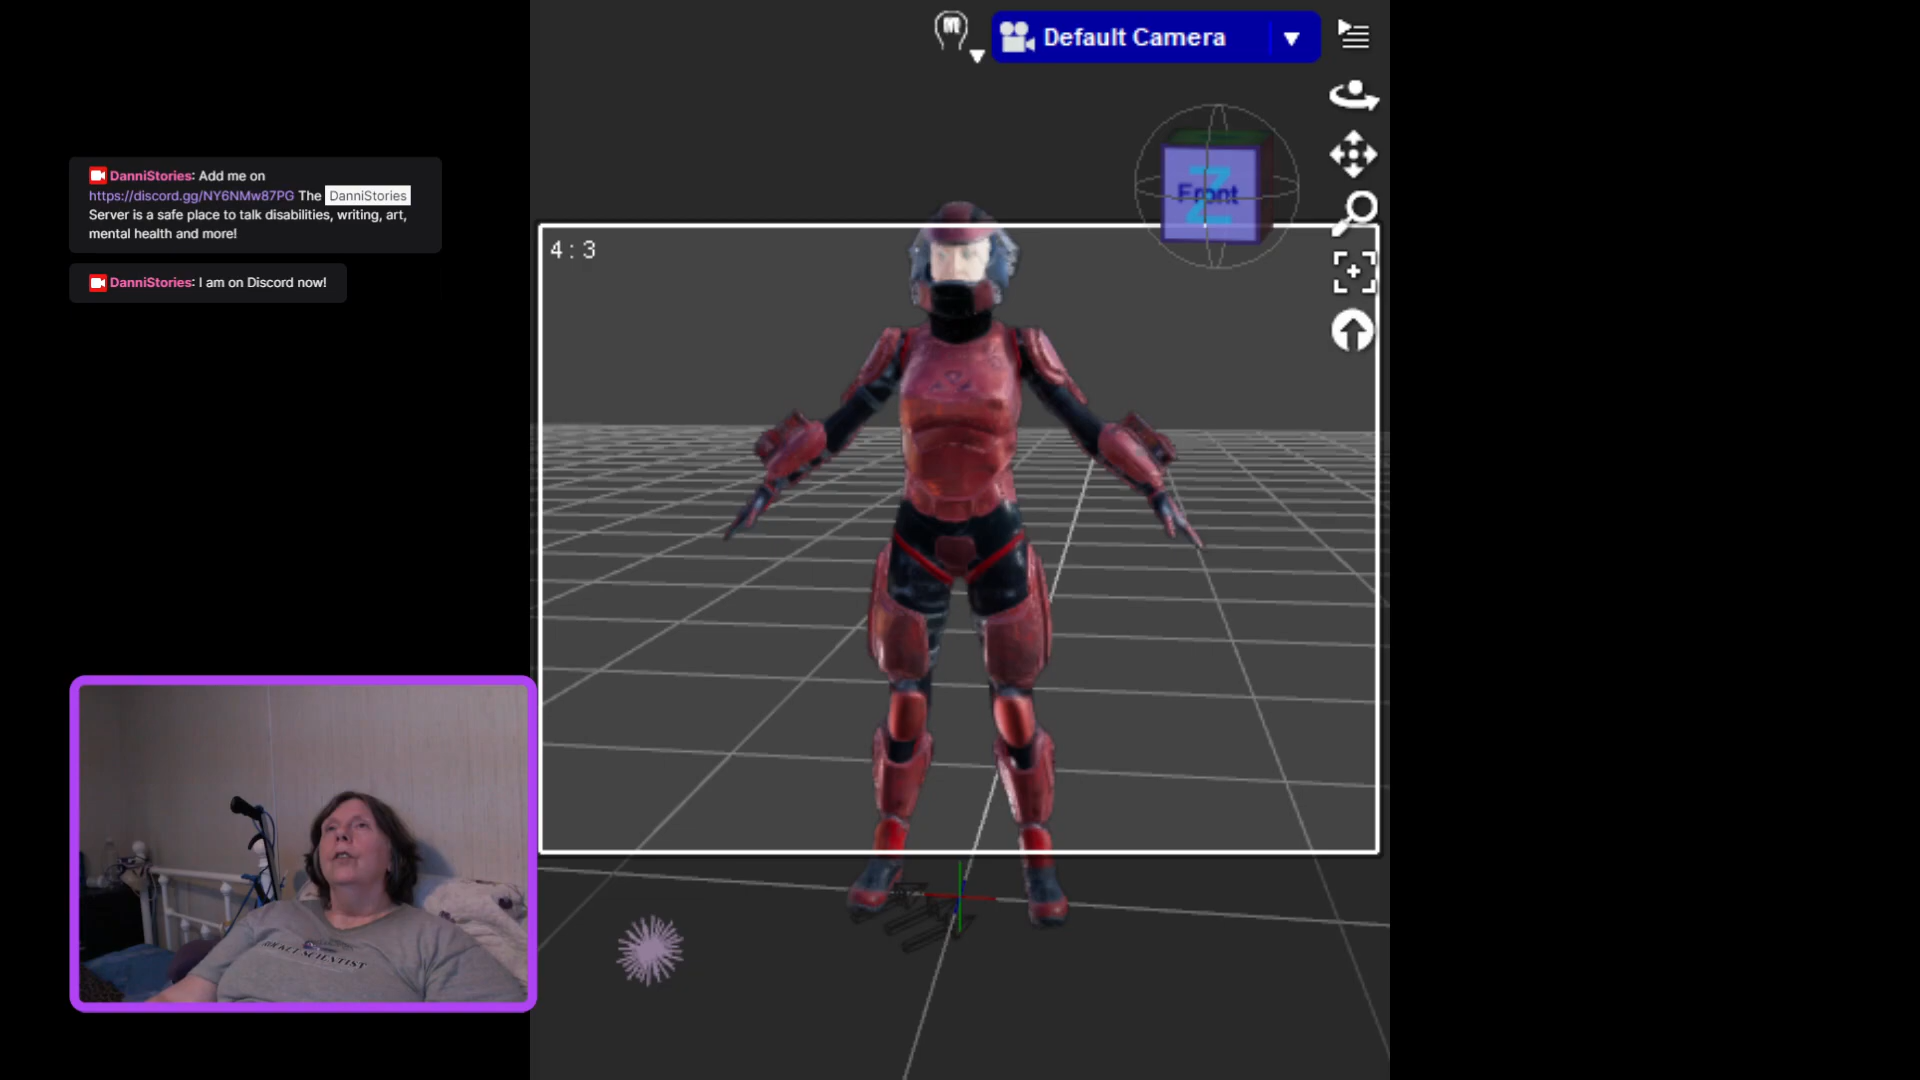 Default Camera
Front
Z
4 : 3
DanniStories: Add me on
https://discord.gg/NY6NMw87PG The DanniStories
Server is a safe place to talk disabilities, writing, art,
mental health and more!
DanniStories: I am on Discord now!
SCIENTIST